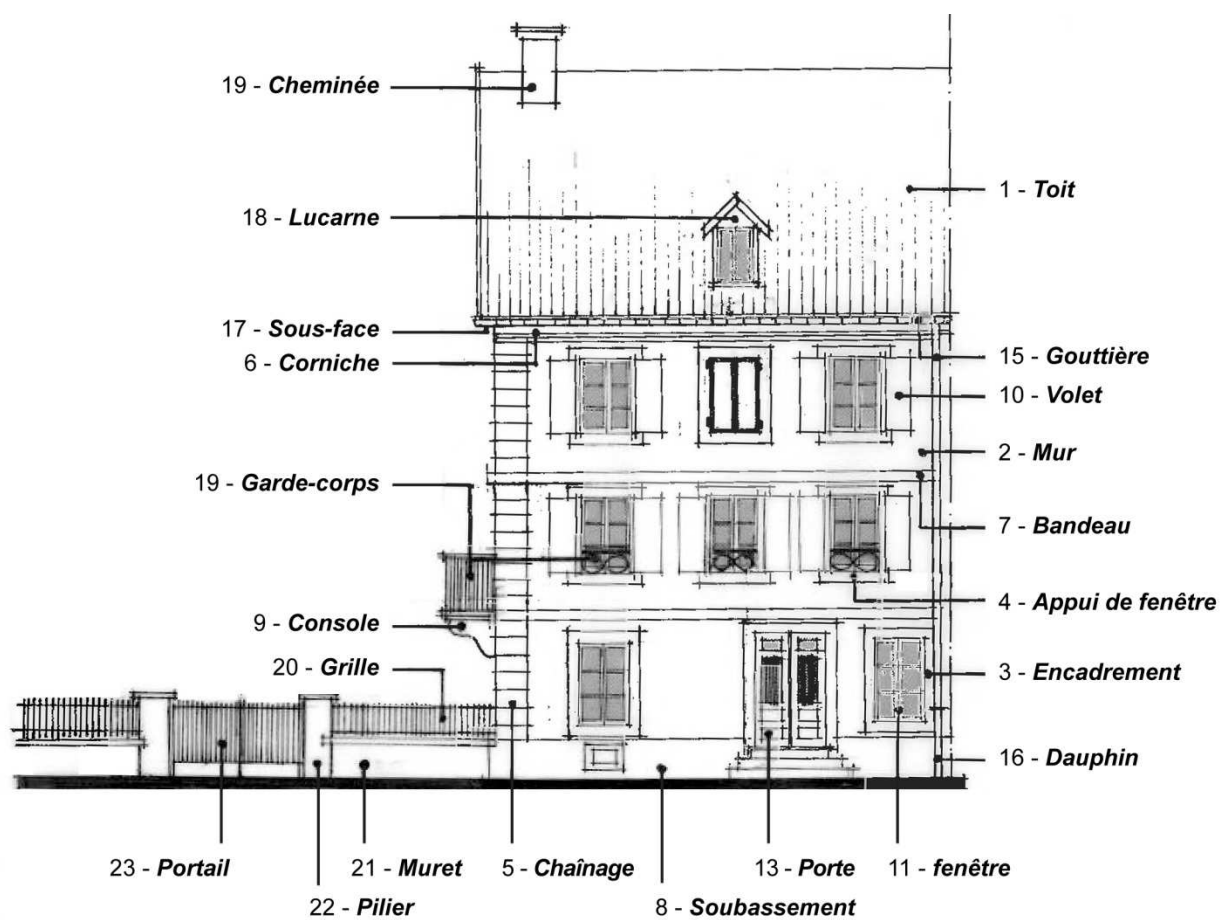 19 - Cheminée
1 - Toit
18 - Lucarne
17 - Sous-face
6 - Corniche
15 - Gouttière
10 - Volet
2 - Mur
19 - Garde-corps
7 - Bandeau
4 - Appui de fenêtre
9 - Console
20 - Grille
3 - Encadrement
16 - Dauphin
23 - Portail
21 - Muret
5 - Chaînage
13 - Porte
11 - fenêtre
22 - Pilier
8 - Soubassement